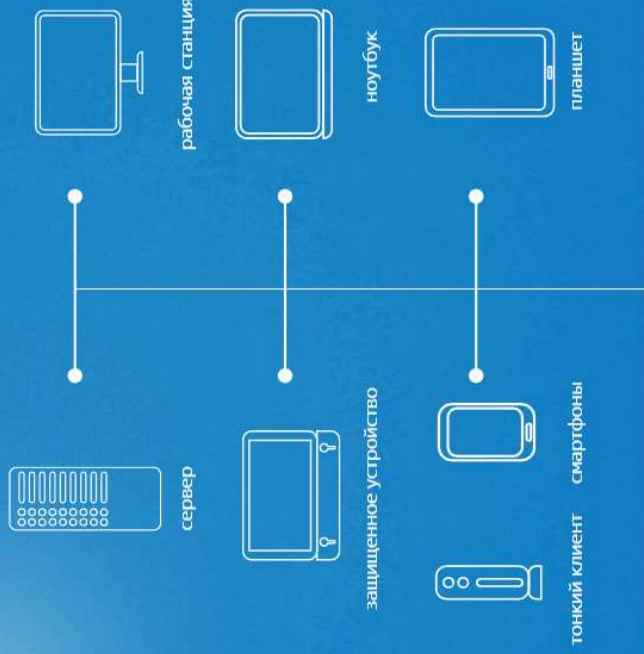 сервер
рабочая станция
защищенное устройство
ноутбук
тонкий клиент
смартфоны
планшет